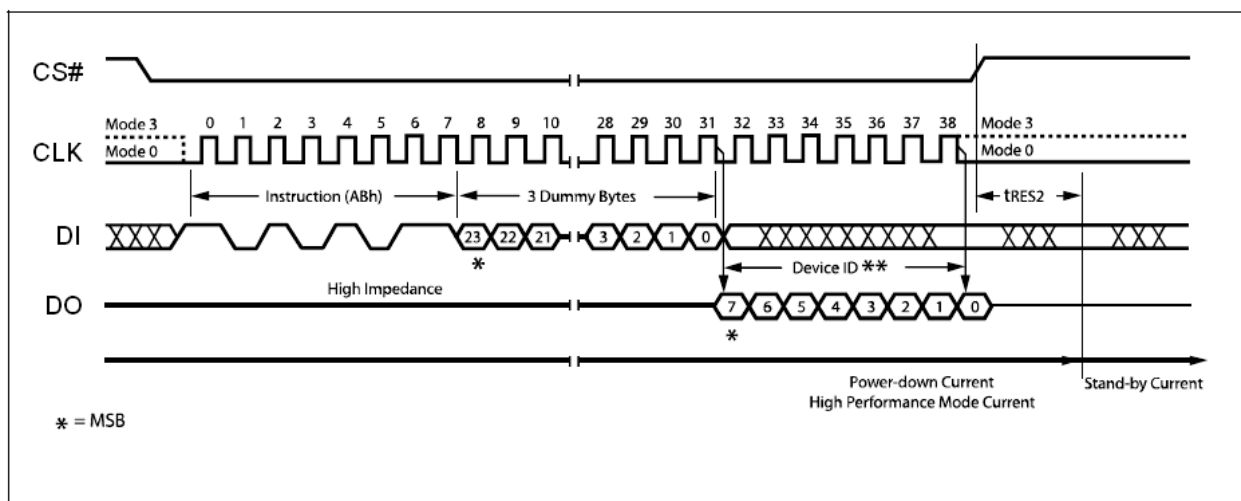 CS#
Mode 3 0 1 2 3 4 5 6 7 8 9 10 28 29 30 31 32 33 34 35 36 37 38 Mode 3
CLK Mode 0 Mode 0
Instruction (ABh) 3 Dummy Bytes tRES2
DI 23 22 21 3 2 1 0
* Device ID **
High Impedance
DO 7 6 5 4 3 2 1 0
*
Power-down Current Stand-by Current
High Performance Mode Current
* = MSB